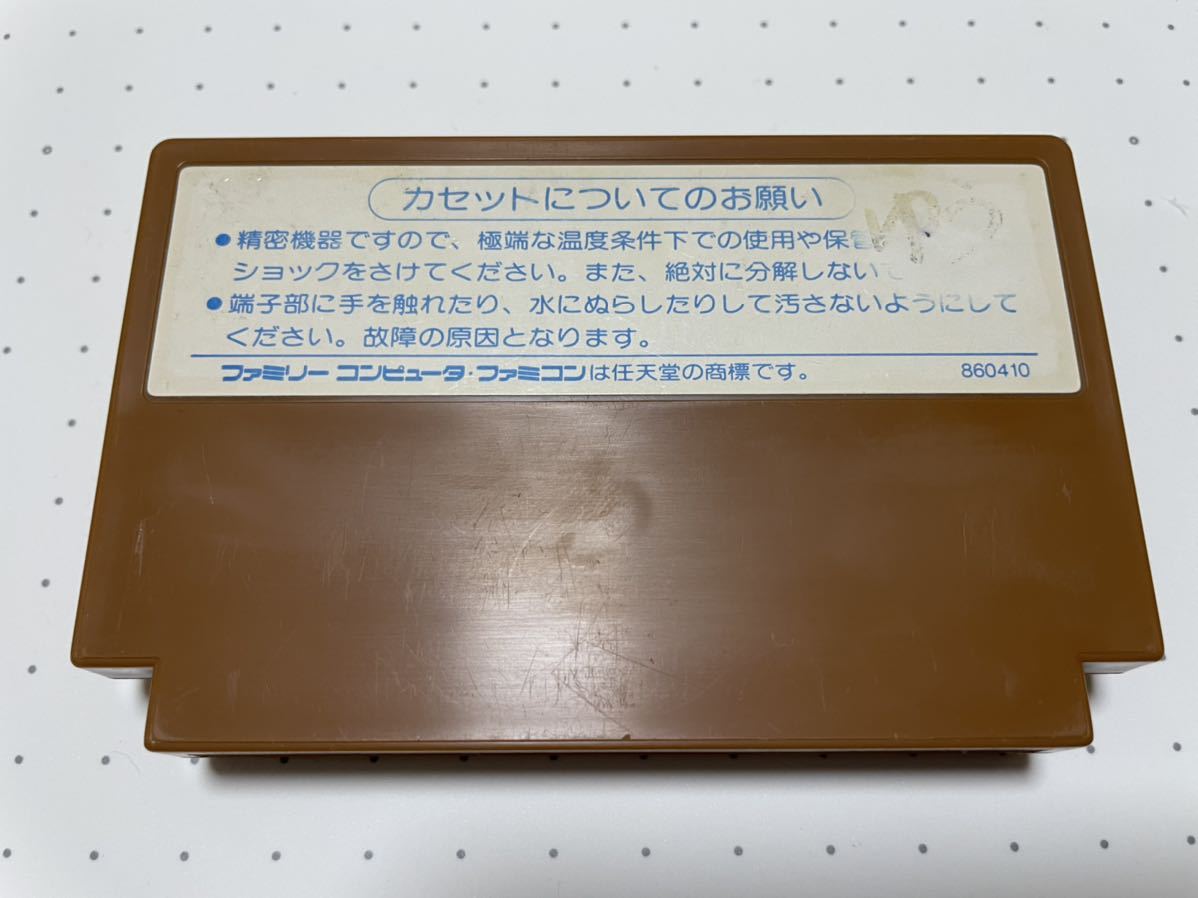 カセットについてのお願い
●精密機器ですので、極端な温度条件下での使用や保管
ショックをさけてください。また、絶対に分解しないで
●端子部に手を触れたり、水にぬらしたりして汚さないようにして
ください。故障の原因となります。
ファミリー コンピュータ・ファミコンは任天堂の商標です。 860410